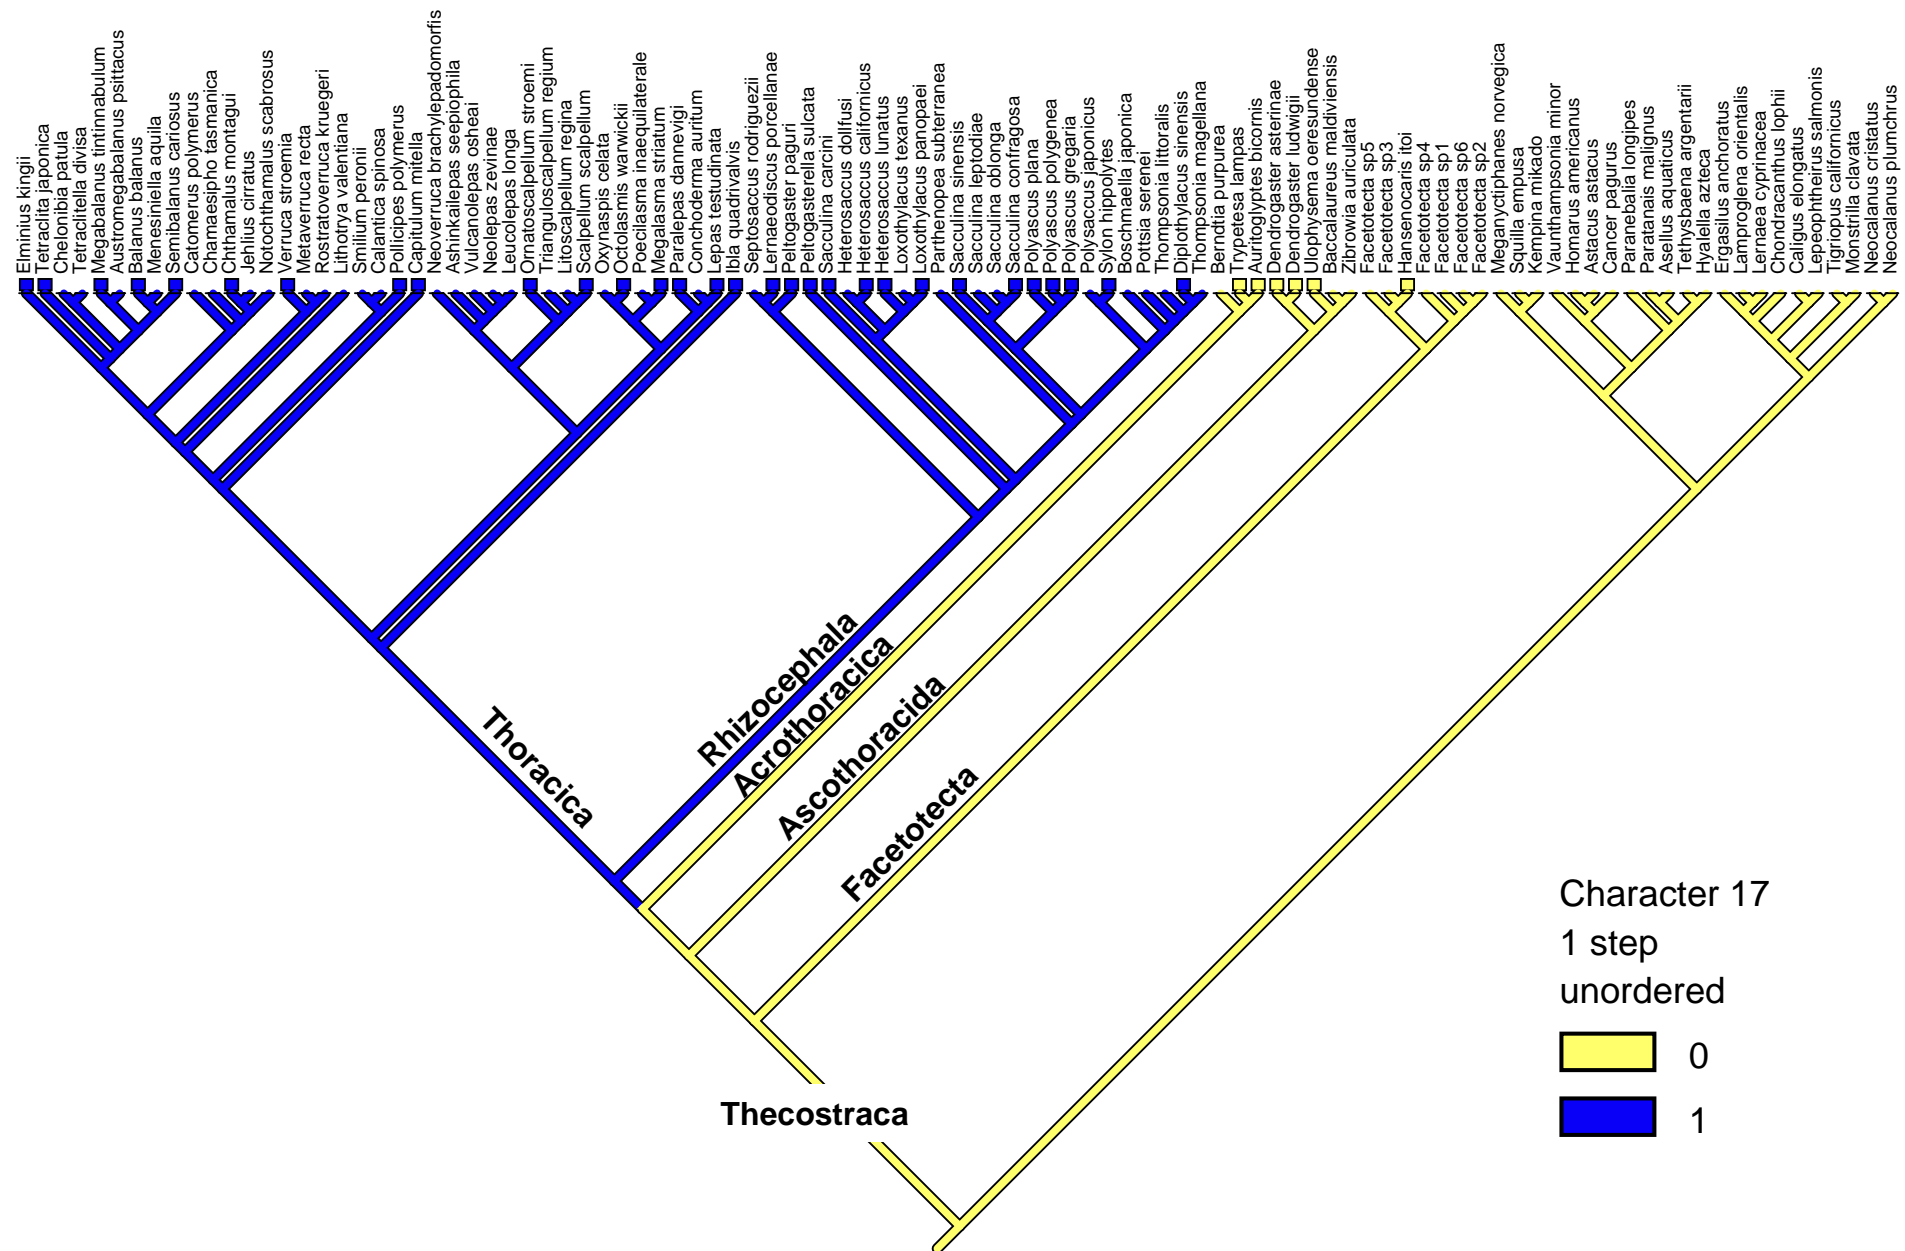 Elminius kingii
Tetraclita japonica
Chelonibia patula
Tetraclitella divisa
Megabalanus tintinnabulum
Austromegabalanus psittacus
Balanus balanus
Menesiniella aquila
Semibalanus cariosus
Catomerus polymerus
Chamaesipho tasmanica
Chthamalus montagui
Jehlius cirratus
Notochthamalus scabrosus
Verruca stroemia
Metaverruca recta
Rostratoverruca kruegeri
Lithotrya valentiana
Smilium peronii
Calantica spinosa
Pollicipes polymerus
Capitulum mitella
Neoverruca brachylepadomorfis
Ashinkailepas seepiophila
Vulcanolepas osheai
Neolepas zevinae
Leucolepas longa
Ornatoscalpellum stroemi
Trianguloscalpellum regium
Litoscalpellum regina
Scalpellum scalpellum
Oxynaspis celata
Octolasmis warwickii
Poecilasma inaequilaterale
Megalasma striatum
Paralepas dannevigi
Conchoderma auritum
Lepas testudinata
Ibla quadrivalvis
Septosaccus rodriguezii
Lernaeodiscus porcellanae
Peltogaster paguri
Peltogasterella sulcata
Sacculina carcini
Heterosaccus dollfusi
Heterosaccus californicus
Heterosaccus lunatus
Loxothylacus texanus
Loxothylacus panopaei
Parthenopea subterranea
Sacculina sinensis
Sacculina leptodiae
Sacculina oblonga
Sacculina confragosa
Polyascus plana
Polyascus polygenea
Polyascus gregaria
Polysaccus japonicus
Sylon hippolytes
Boschmaella japonica
Pottsia serenei
Thompsonia littoralis
Diplothylacus sinensis
Thompsonia magellana
Berndtia purpurea
Trypetesa lampas
Auritoglyptes bicornis
Dendrogaster asterinae
Dendrogaster ludwigii
Ulophysema oeresundense
Baccalaureus maldiviensis
Zibrowia auriculata
Facetotecta sp5
Facetotecta sp3
Hansenocaris itoi
Facetotecta sp4
Facetotecta sp1
Facetotecta sp6
Facetotecta sp2
Meganyctiphanes norvegica
Squilla empusa
Kempina mikado
Vaunthampsonia minor
Homarus americanus
Astacus astacus
Cancer pagurus
Paranebalia longipes
Paratanais malignus
Asellus aquaticus
Tethysbaena argentarii
Hyalella azteca
Ergasilus anchoratus
Lamproglena orientalis
Lernaea cyprinacea
Chondracanthus lophii
Caligus elongatus
Lepeophtheirus salmonis
Tigriopus californicus
Monstrilla clavata
Neocalanus cristatus
Neocalanus plumchrus
Thoracica
Rhizocephala
Acrothoracica
Ascothoracida
Facetotecta
Thecostraca
Character 17
1 step
unordered
0
1